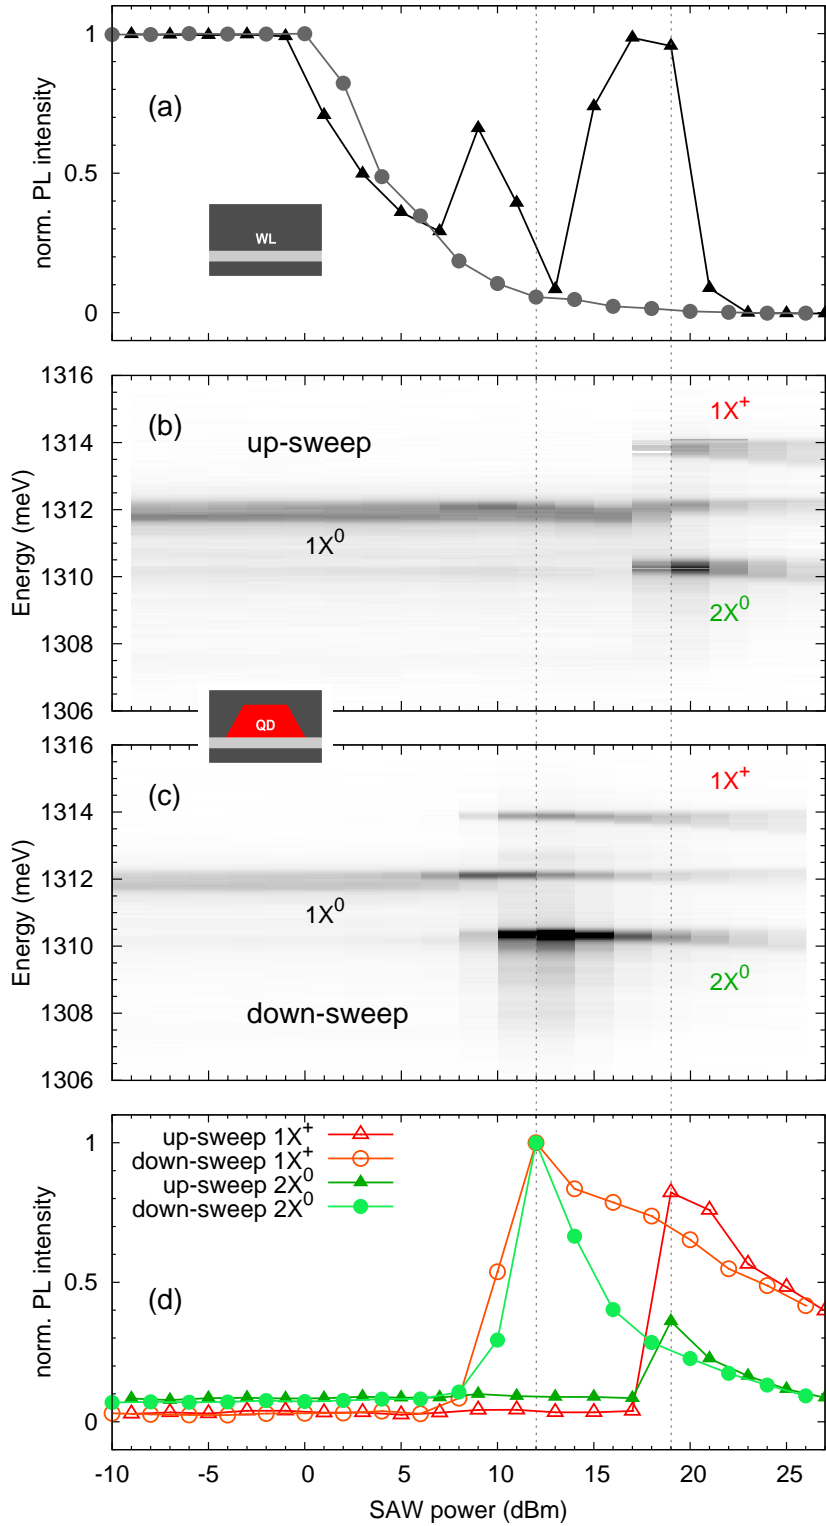 1
0.5
0
norm. PL intensity
(a)
WL
1316
1314
1312
1310
1308
1306
Energy (meV)
(b)
up-sweep
1X⁺
1X⁰
2X⁰
QD
1316
1314
1312
1310
1308
1306
Energy (meV)
(c)
1X⁺
1X⁰
2X⁰
down-sweep
1
0.5
0
norm. PL intensity
up-sweep 1X⁺
down-sweep 1X⁺
up-sweep 2X⁰
down-sweep 2X⁰
(d)
-10 -5 0 5 10 15 20 25
SAW power (dBm)